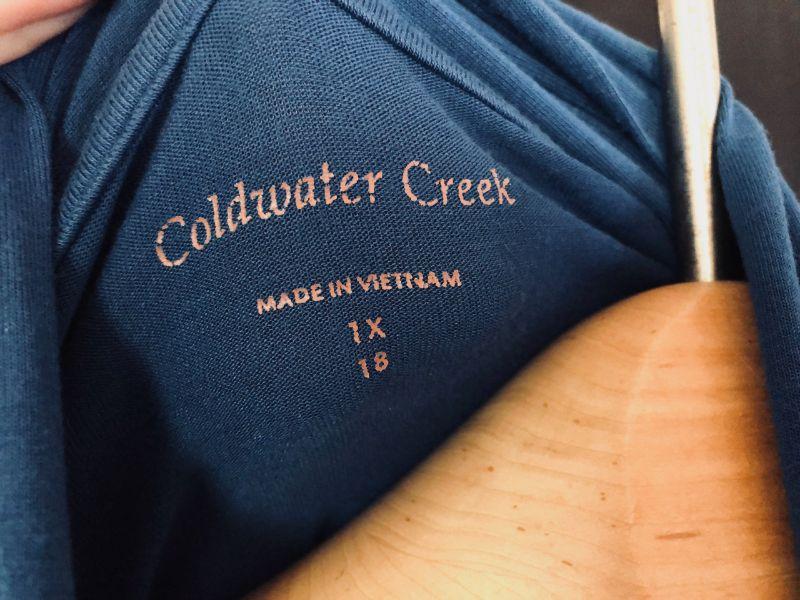 Coldwater Creek
MADE IN VIETNAM
1X
18